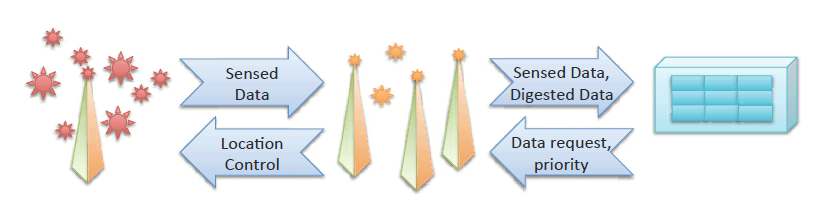 Sensed
Data
Location
Control
Sensed Data,
Digested Data
Data request,
priority